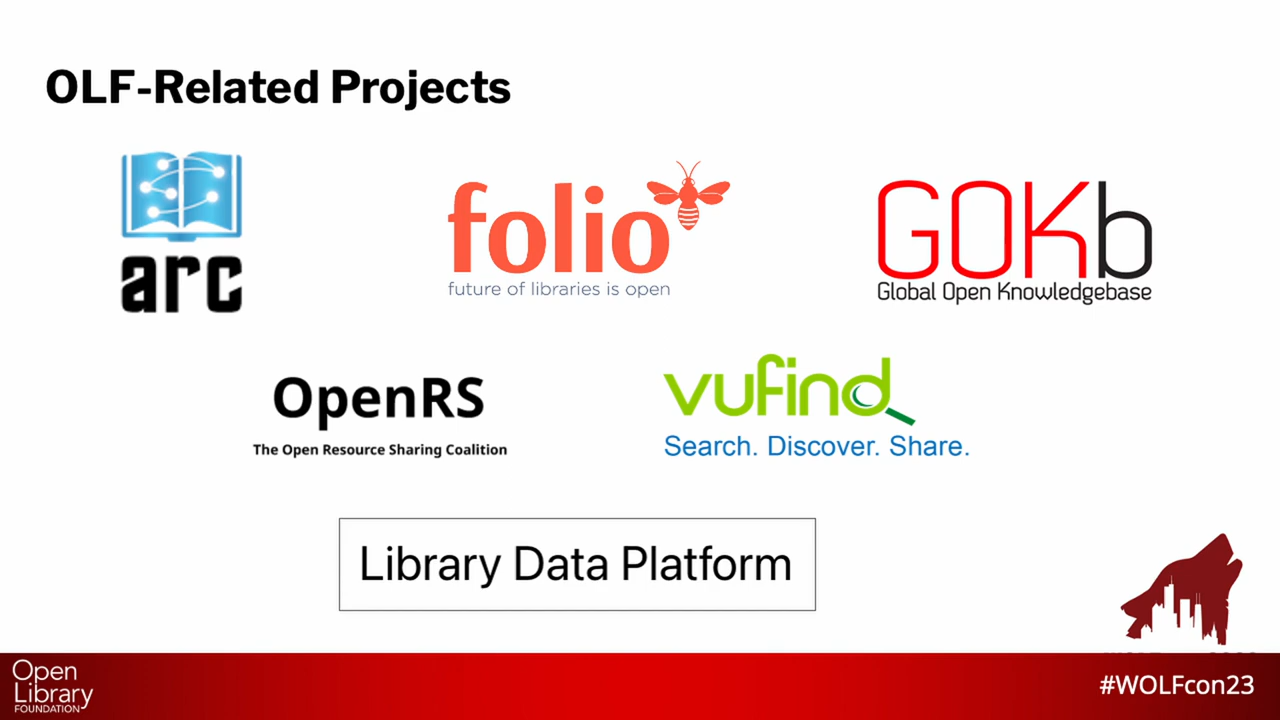 OLF-Related Projects
arc
folio
future of libraries is open
GOKb
Global Open Knowledgebase
OpenRS
The Open Resource Sharing Coalition
vufind
Search. Discover. Share.
Library Data Platform
Open
Library
FOUNDATION
#WOLFcon23